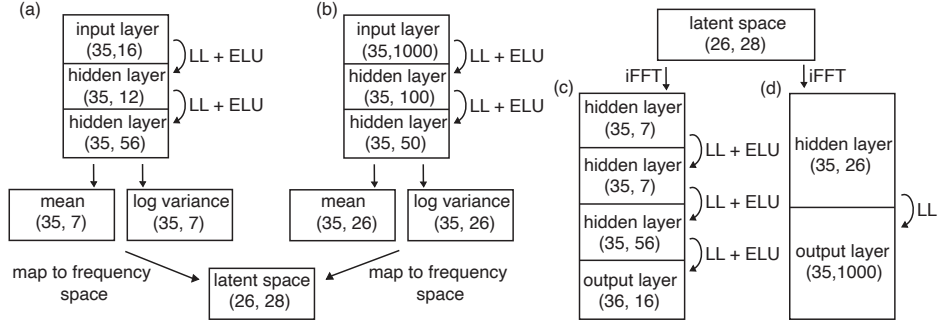 (a)
input layer
(35,16)
LL + ELU
hidden layer
(35, 12)
LL + ELU
hidden layer
(35, 56)
mean
(35, 7)
log variance
(35, 7)
map to frequency
space
(b)
input layer
(35,1000)
LL + ELU
hidden layer
(35, 100)
LL + ELU
hidden layer
(35, 50)
mean
(35, 26)
log variance
(35, 26)
map to frequency
space
latent space
(26, 28)
latent space
(26, 28)
iFFT
iFFT
(c)
hidden layer
(35, 7)
LL + ELU
hidden layer
(35, 7)
LL + ELU
hidden layer
(35, 56)
LL + ELU
output layer
(36, 16)
(d)
hidden layer
(35, 26)
LL
output layer
(35,1000)